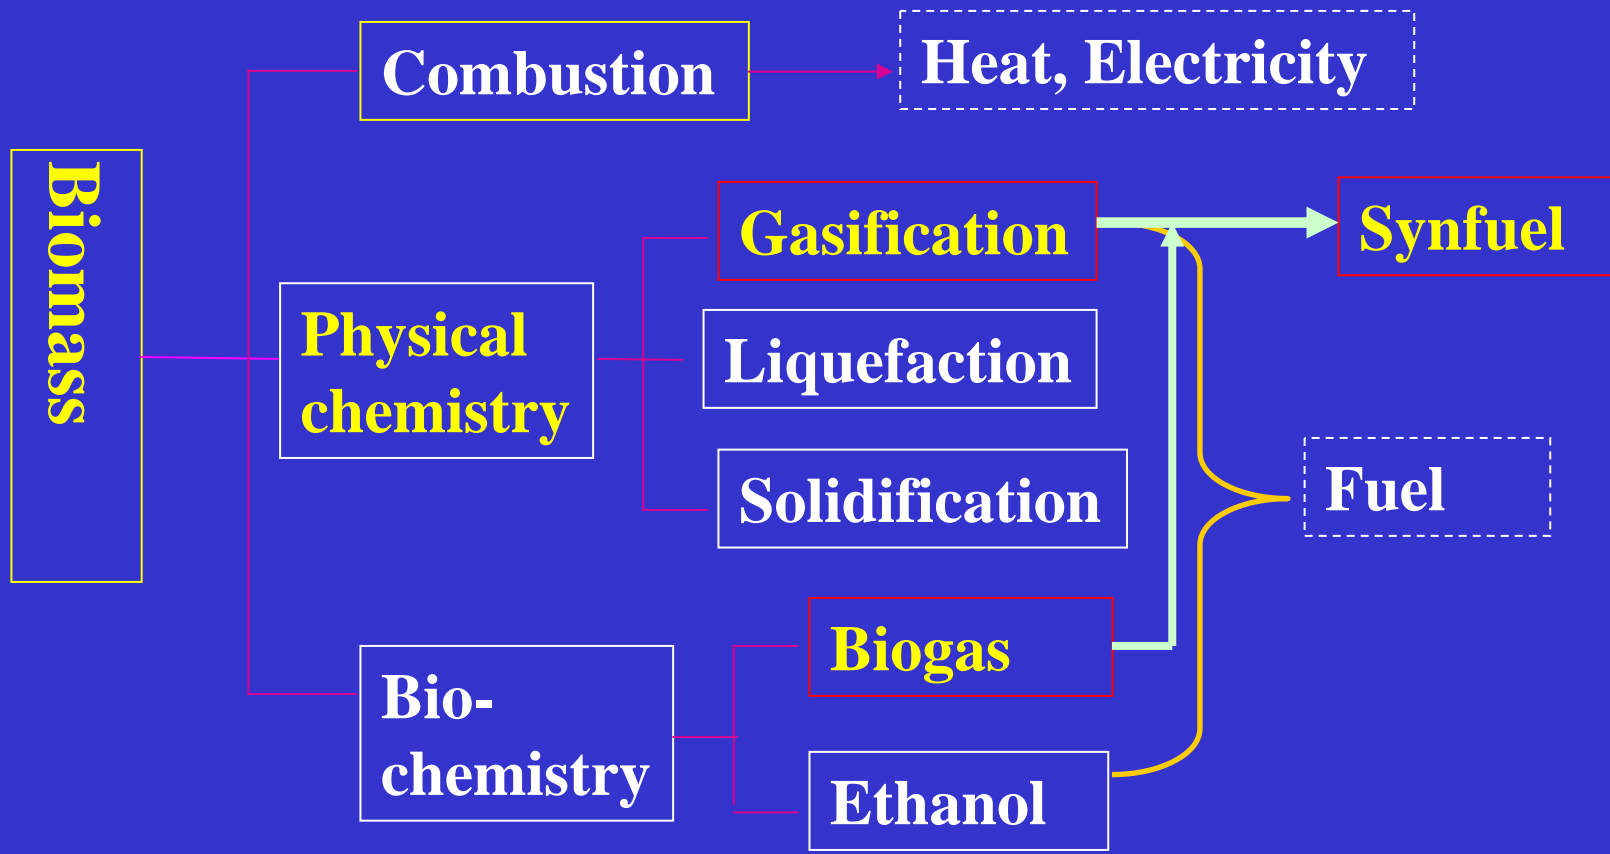 Combustion
Heat, Electricity
Biomass
Gasification
Synfuel
Physical
chemistry
Liquefaction
Solidification
Fuel
Biogas
Bio-
chemistry
Ethanol